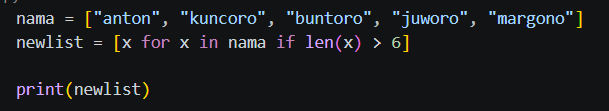 nama = ["anton", "kuncoro", "buntoro", "juworo", "margono"]
newlist = [x for x in nama if len(x) > 6]
print(newlist)